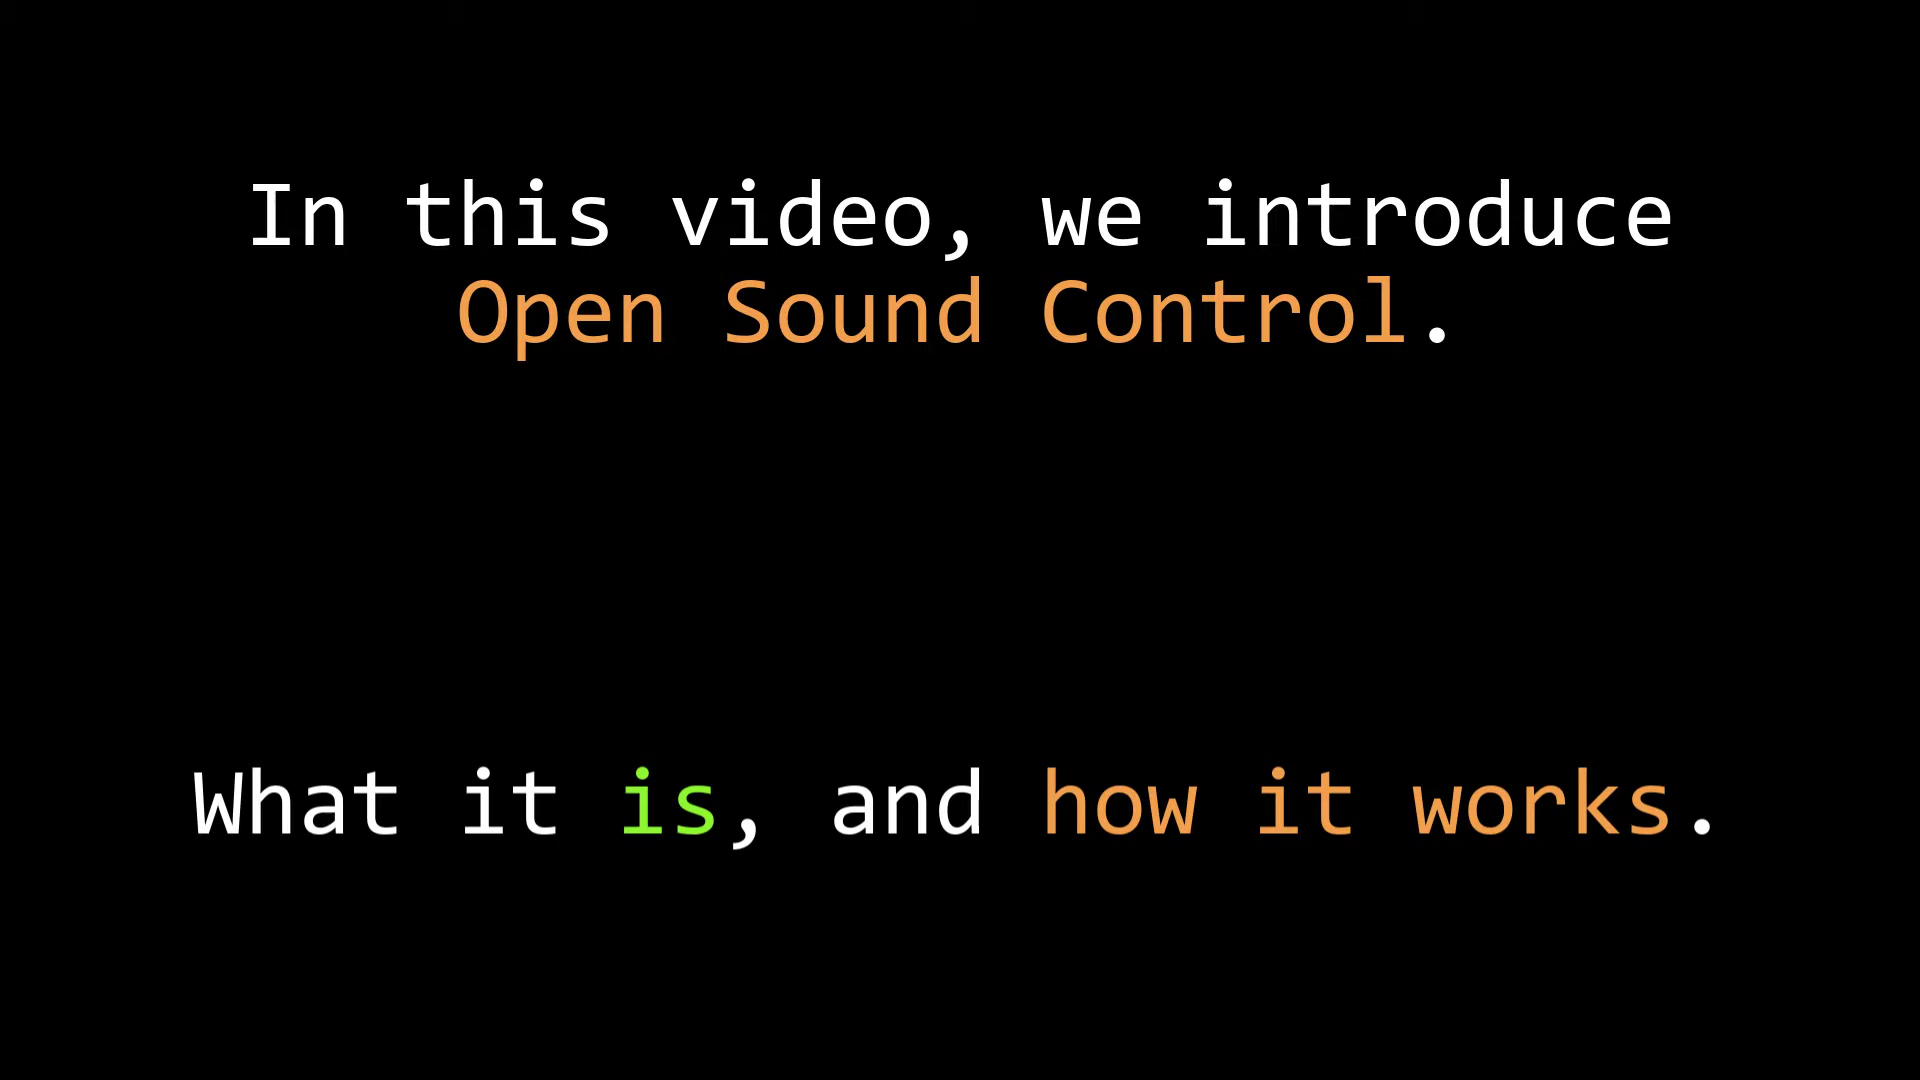 In this video, we introduce
Open Sound Control.
What it is, and how it works.